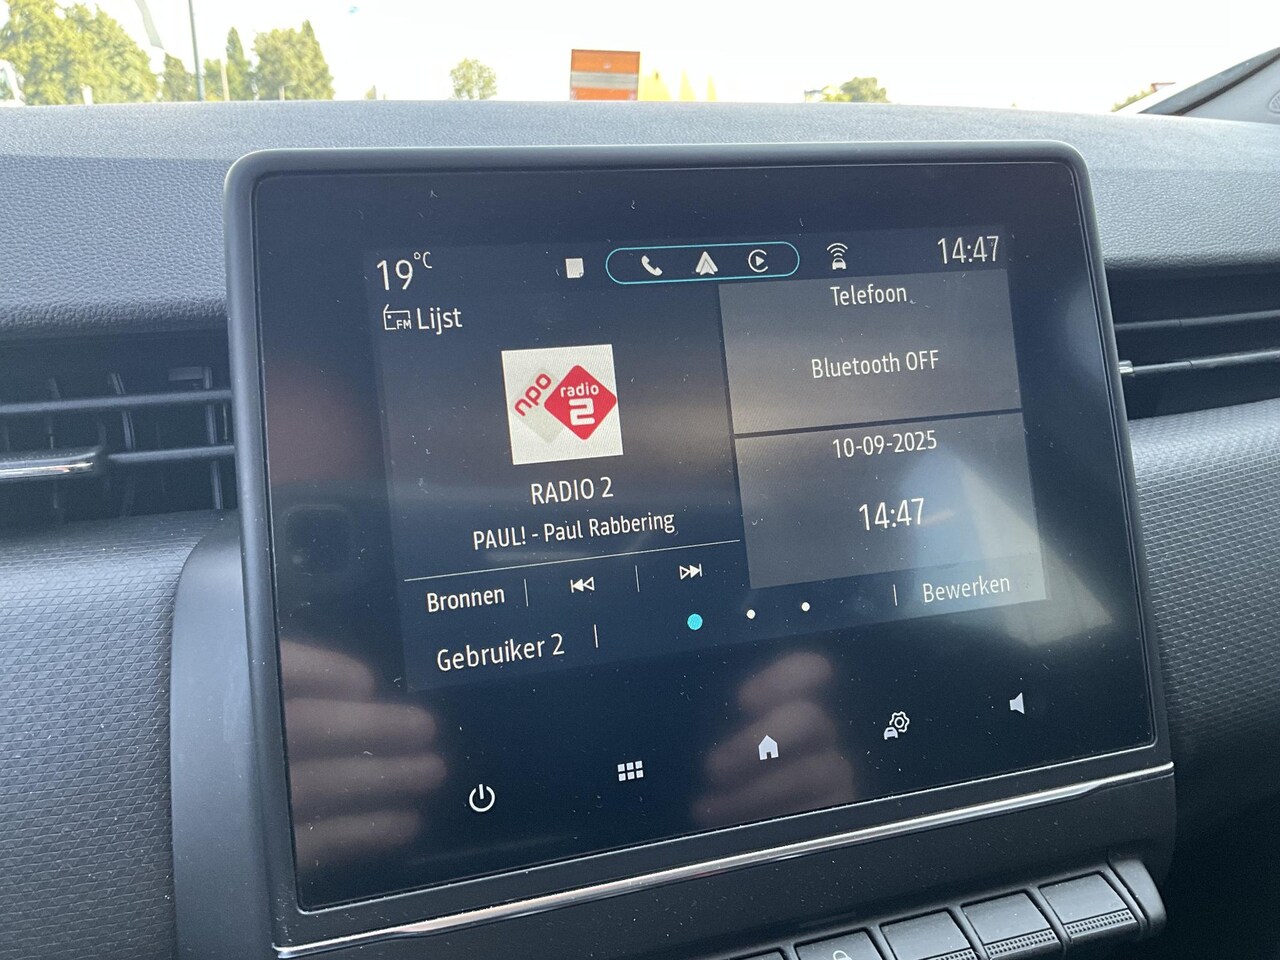 19°C
14:47
FM Lijst
npo radio 2
RADIO 2
PAUL! - Paul Rabbering
Bronnen
Gebruiker 2
Telefoon
Bluetooth OFF
10-09-2025
14:47
Bewerken